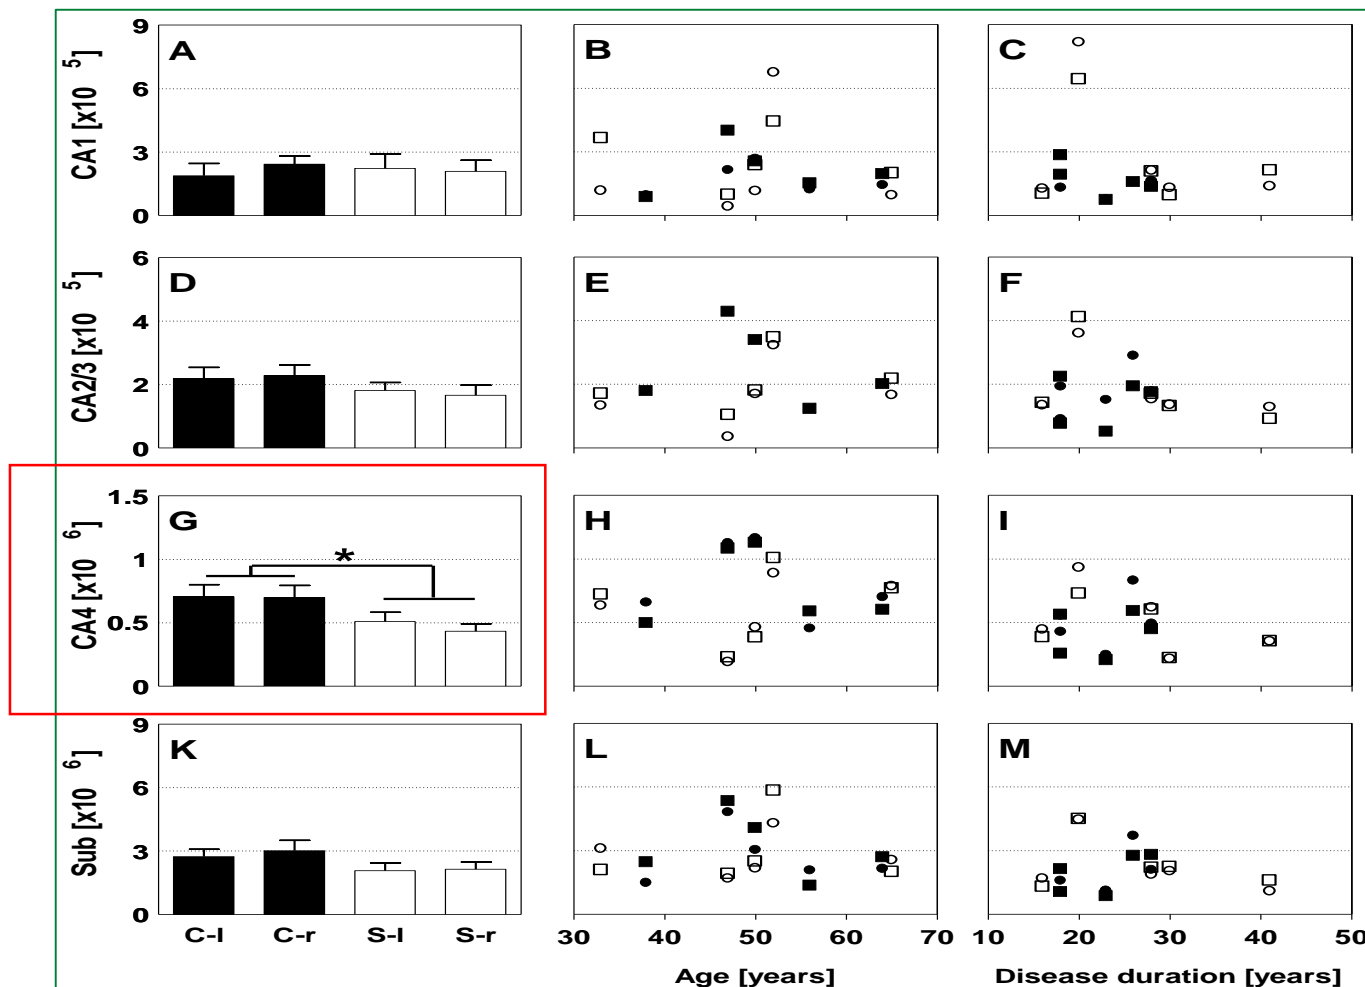 9
6
3
0
CA1 [x10 5]
A
B
C
6
4
2
0
CA2/3 [x10 5]
D
E
F
1.5
1
0.5
0
CA4 [x10 6]
G
*
H
I
9
6
3
0
Sub [x10 6]
K
L
M
C-l C-r S-l S-r
30 40 50 60 70
10 20 30 40 50
Age [years]
Disease duration [years]